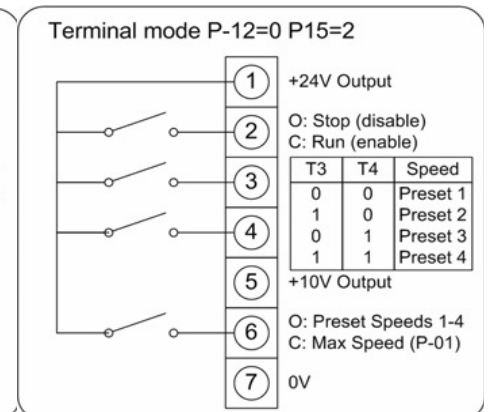 Terminal mode P-12=0 P15=2
1 +24V Output
2 O: Stop (disable)
C: Run (enable)
3
T3 T4 Speed
0 0 Preset 1
1 0 Preset 2
0 1 Preset 3
1 1 Preset 4
4
5 +10V Output
6 O: Preset Speeds 1-4
C: Max Speed (P-01)
7 0V